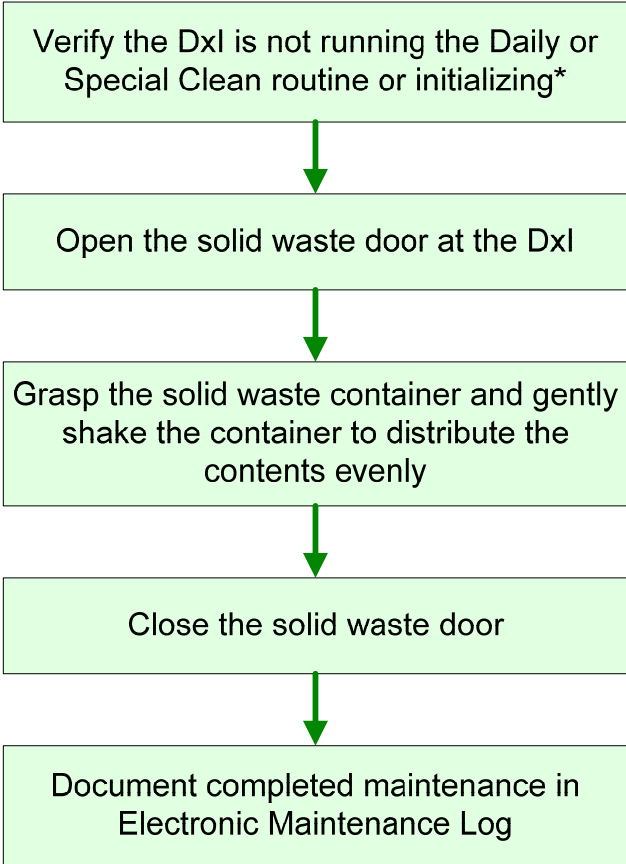 Verify the DxI is not running the Daily or
Special Clean routine or initializing*
Open the solid waste door at the DxI
Grasp the solid waste container and gently
shake the container to distribute the
contents evenly
Close the solid waste door
Document completed maintenance in
Electronic Maintenance Log